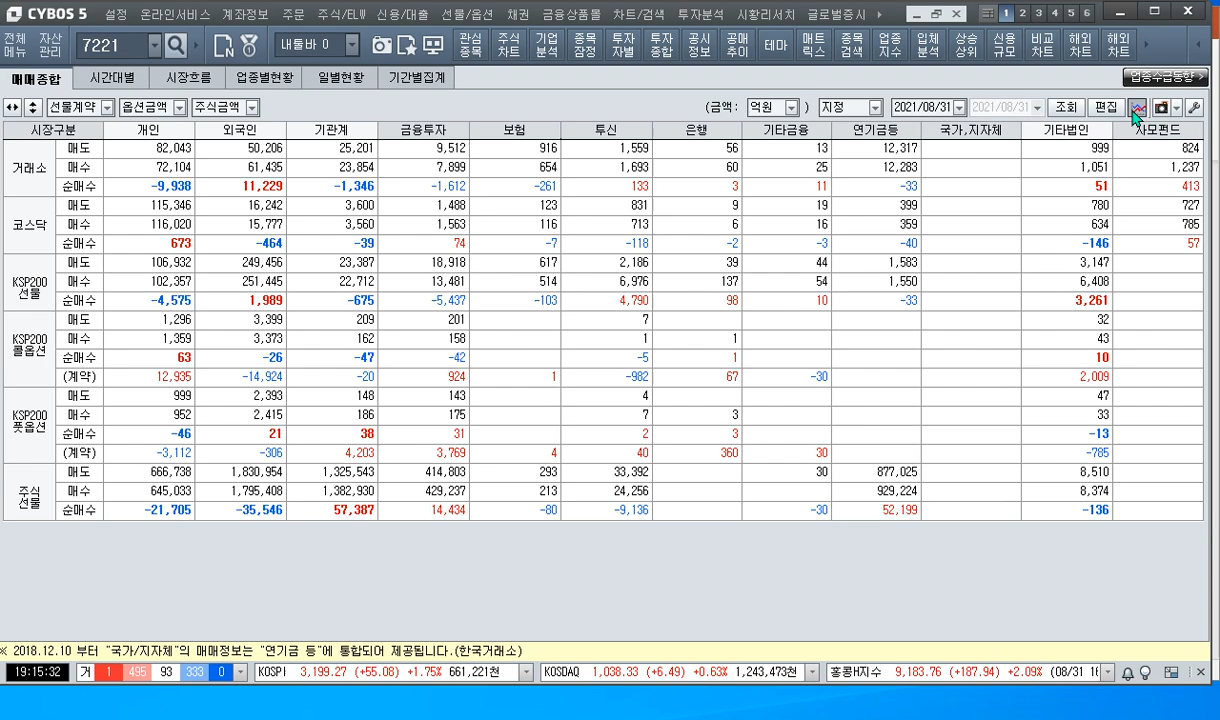 CYBOS 5 설정 온라인서비스 계좌정보 주문 주식/ELW 신용/대출 선물/옵션 채권 금융상품몰 차트/검색 투자분석 시황리서치 글로벌증시 1 2 3 4 5 6
전체메뉴 자산관리 7221 내툴바 0 관심종목 주식차트 기업분석 종목잠정 투자자별 투자종합 공시정보 공매추이 테마 매트릭스 종목검색 업종지수 입체분석 상승상위 신용규모 비교차트 해외차트 해외차트
매매종합 시간대별 시장흐름 업종별현황 일별현황 기간별집계 업종수급동향 >
선물계약 옵션금액 주식금액 (금액: 억원 ) 지정 2021/08/31 2021/08/31 조회 편집
시장구분 개인 외국인 기관계 금융투자 보험 투신 은행 기타금융 연기금등 국가,지자체 기타법인 사모펀드
거래소
매도 82,043 50,206 25,201 9,512 916 1,559 56 13 12,317 999 824
매수 72,104 61,435 23,854 7,899 654 1,693 60 25 12,283 1,051 1,237
순매수 -9,938 11,229 -1,346 -1,612 -261 133 3 11 -33 51 413
코스닥
매도 115,346 16,242 3,600 1,488 123 831 9 19 399 780 727
매수 116,020 15,777 3,560 1,563 116 713 6 16 359 634 785
순매수 673 -464 -39 74 -7 -118 -2 -3 -40 -146 57
KSP200 선물
매도 106,932 249,456 23,387 18,918 617 2,186 39 44 1,583 3,147
매수 102,357 251,445 22,712 13,481 514 6,976 137 54 1,550 6,408
순매수 -4,575 1,989 -675 -5,437 -103 4,790 98 10 -33 3,261
KSP200 콜옵션
매도 1,296 3,399 209 201 7 32
매수 1,359 3,373 162 158 1 1 43
순매수 63 -26 -47 -42 -5 1 10
(계약) 12,935 -14,924 -20 924 1 -982 67 -30 2,009
KSP200 풋옵션
매도 999 2,393 148 143 4 47
매수 952 2,415 186 175 7 3 33
순매수 -46 21 38 31 2 3 -13
(계약) -3,112 -306 4,203 3,769 4 40 360 30 -785
주식 선물
매도 666,738 1,830,954 1,325,543 414,803 293 33,392 30 877,025 8,510
매수 645,033 1,795,408 1,382,930 429,237 213 24,256 929,224 8,374
순매수 -21,705 -35,546 57,387 14,434 -80 -9,136 -30 52,199 -136
※ 2018.12.10 부터 "국가/지자체"의 매매정보는 "연기금 등"에 통합되어 제공됩니다.(한국거래소)
19:15:32 거 1 495 93 333 0 KOSPI 3,199.27 (+55.08) +1.75% 661,221천 KOSDAQ 1,038.33 (+6.49) +0.63% 1,243,473천 홍콩H지수 9,183.76 (+187.94) +2.09% (08/31 16